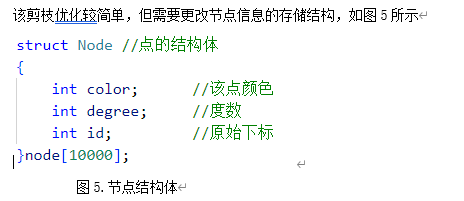 该剪枝优化较简单，但需要更改节点信息的存储结构，如图 5 所示
struct Node //点的结构体
{
    int color;      //该点颜色
    int degree;     //度数
    int id;         //原始下标
}node[10000];
图 5. 节点结构体